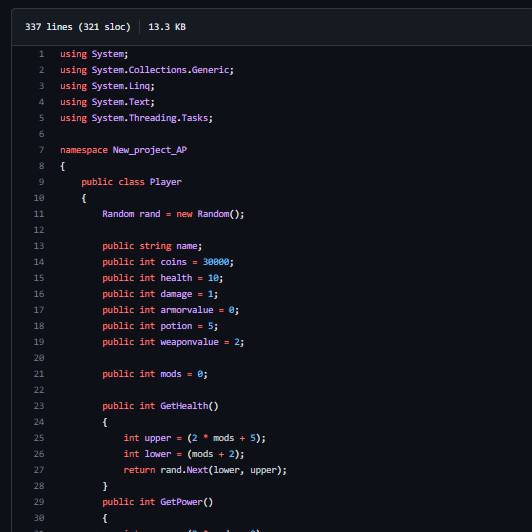 337 lines (321 sloc) 13.3 KB
1 using System;
2 using System.Collections.Generic;
3 using System.Linq;
4 using System.Text;
5 using System.Threading.Tasks;
6
7 namespace New_project_AP
8 {
9 public class Player
10 {
11 Random rand = new Random();
12
13 public string name;
14 public int coins = 30000;
15 public int health = 10;
16 public int damage = 1;
17 public int armorvalue = 0;
18 public int potion = 5;
19 public int weaponvalue = 2;
20
21 public int mods = 0;
22
23 public int GetHealth()
24 {
25 int upper = (2 * mods + 5);
26 int lower = (mods + 2);
27 return rand.Next(lower, upper);
28 }
29 public int GetPower()
30 {